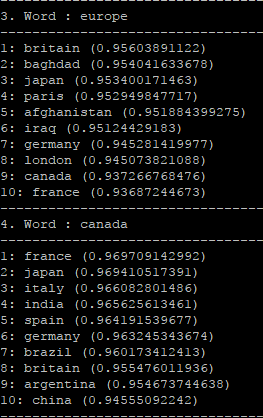 3. Word : europe
1: britain (0.95603891122)
2: baghdad (0.954041633678)
3: japan (0.953400171463)
4: paris (0.952949847717)
5: afghanistan (0.951884399275)
6: iraq (0.95124429183)
7: germany (0.945281419977)
8: london (0.945073821088)
9: canada (0.937266768476)
10: france (0.93687244673)
4. Word : canada
1: france (0.969709142992)
2: japan (0.969410517391)
3: italy (0.966082801486)
4: india (0.965625613461)
5: spain (0.964191539677)
6: germany (0.963245343674)
7: brazil (0.960173412413)
8: britain (0.955476011936)
9: argentina (0.954673744638)
10: china (0.94555092242)